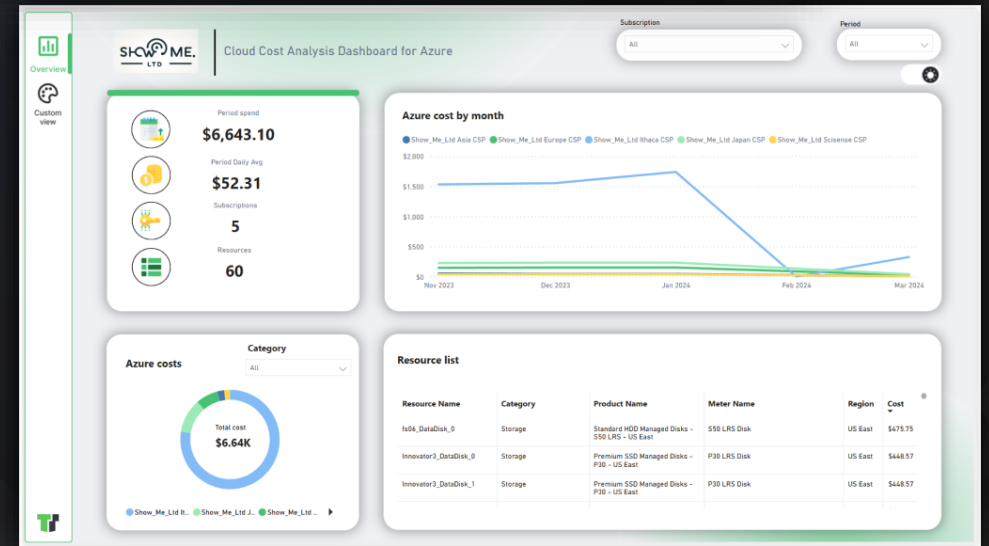 Overview
Custom
view
SHOW ME.
LTD
Cloud Cost Analysis Dashboard for Azure
Subscription
All
Period
All
Period spend
$6,643.10
Period Daily Avg
$52.31
Subscriptions
5
Resources
60
Azure cost by month
Show_Me_Ltd Asia CSP Show_Me_Ltd Europe CSP Show_Me_Ltd Ithaca CSP Show_Me_Ltd Japan CSP Show_Me_Ltd Scisense CSP
$2.000
$1.500
$1.000
$500
$0
Nov 2023 Dec 2023 Jan 2024 Feb 2024 Mar 2024
Azure costs
Category
All
Total cost
$6.64K
Show_Me_Ltd It... Show_Me_Ltd J... Show_Me_Ltd ...
Resource list
Resource Name Category Product Name Meter Name Region Cost
fs06_DataDisk_0 Storage Standard HDD Managed Disks - S50 LRS Disk US East $475.75
S50 LRS - US East
Innovator3_DataDisk_0 Storage Premium SSD Managed Disks - P30 LRS Disk US East $448.57
P30 - US East
Innovator3_DataDisk_1 Storage Premium SSD Managed Disks - P30 LRS Disk US East $448.57
P30 - US East